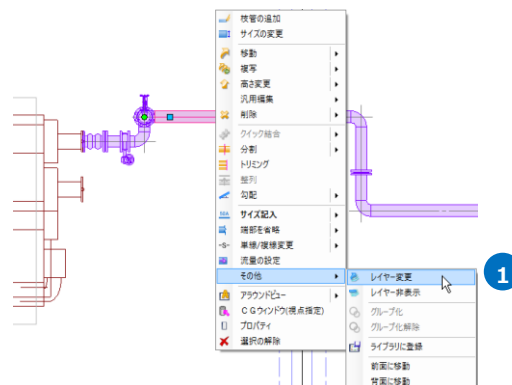 枝管の追加
サイズの変更
移動
複写
高さ変更
汎用編集
削除
クイック結合
分割
トリミング
整列
勾配
サイズ記入
端部を省略
単線/複線変更
流量の設定
その他
アラウンドビュー
CGウィンドウ(視点指定)
プロパティ
選択の解除
レイヤー変更
レイヤー非表示
グループ化
グループ化解除
ライブラリに登録
前面に移動
背面に移動
1